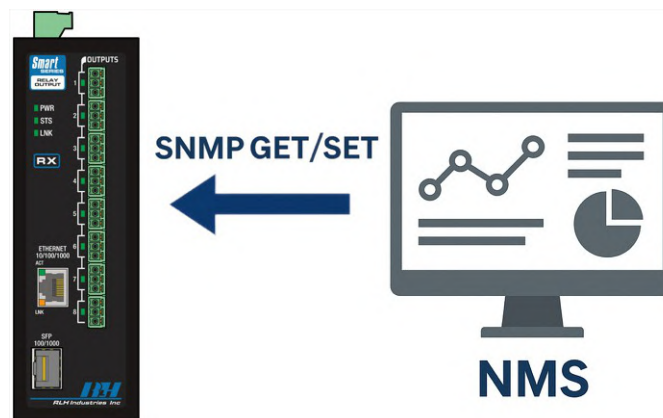 Smart
SERIES
RELAY
OUTPUT
OUTPUTS
1
2
3
4
5
6
7
8
PWR
STS
LNK
RX
ETHERNET
10/100/1000
ACT
LNK
SFP
100/1000
RLH
RLH Industries Inc
SNMP GET/SET
NMS